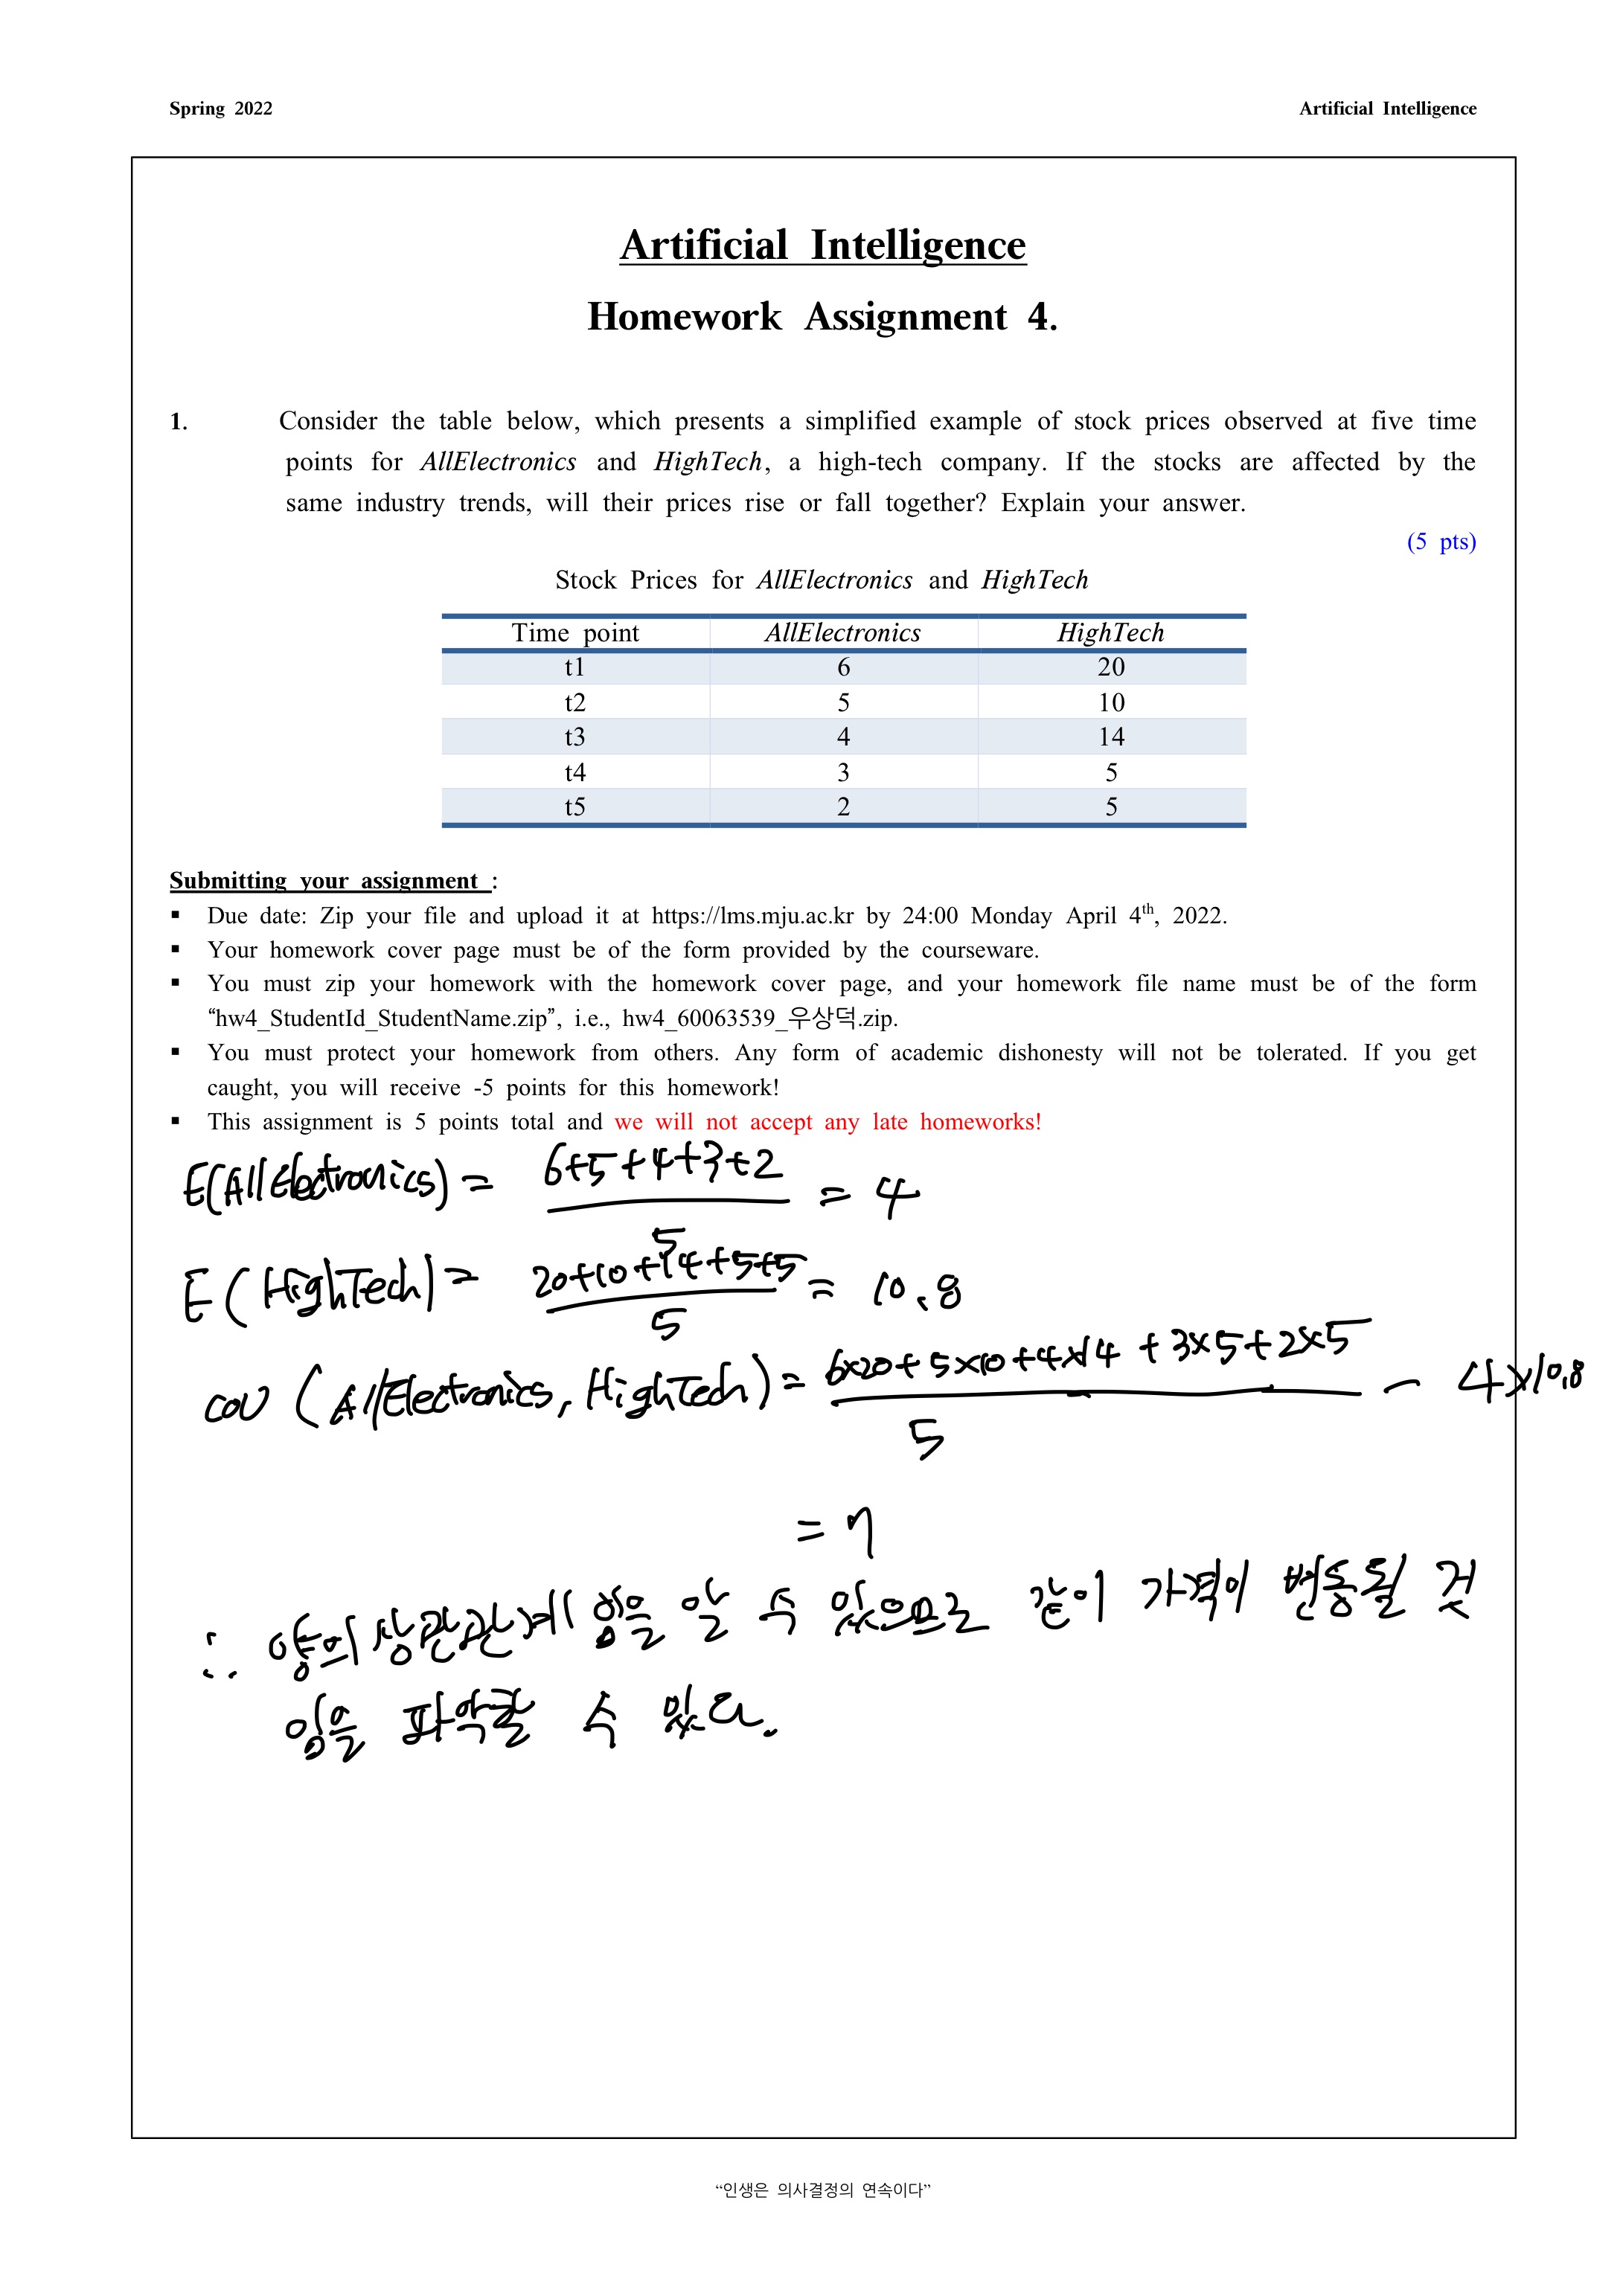 Spring 2022 Artificial Intelligence
Artificial Intelligence
Homework Assignment 4.
1. Consider the table below, which presents a simplified example of stock prices observed at five time
points for AllElectronics and HighTech, a high-tech company. If the stocks are affected by the
same industry trends, will their prices rise or fall together? Explain your answer.
(5 pts)
Stock Prices for AllElectronics and HighTech
Time point AllElectronics HighTech
t1 6 20
t2 5 10
t3 4 14
t4 3 5
t5 2 5
Submitting your assignment :
▪ Due date: Zip your file and upload it at https://lms.mju.ac.kr by 24:00 Monday April 4th, 2022.
▪ Your homework cover page must be of the form provided by the courseware.
▪ You must zip your homework with the homework cover page, and your homework file name must be of the form
“hw4_StudentId_StudentName.zip”, i.e., hw4_60063539_우상덕.zip.
▪ You must protect your homework from others. Any form of academic dishonesty will not be tolerated. If you get
caught, you will receive -5 points for this homework!
▪ This assignment is 5 points total and we will not accept any late homeworks!
E(AllElectronics) = 6+5+4+3+2 / 5 = 4
E(HighTech) = 20+10+14+5+5 / 5 = 10.8
cov (AllElectronics, HighTech) = 6×20+5×10+4×14+3×5+2×5 / 5 - 4×10.8
= 7
∴ 양의 상관관계임을 알 수 있으므로 같이 가격이 변동될 것
임을 파악할 수 있다.
“인생은 의사결정의 연속이다”